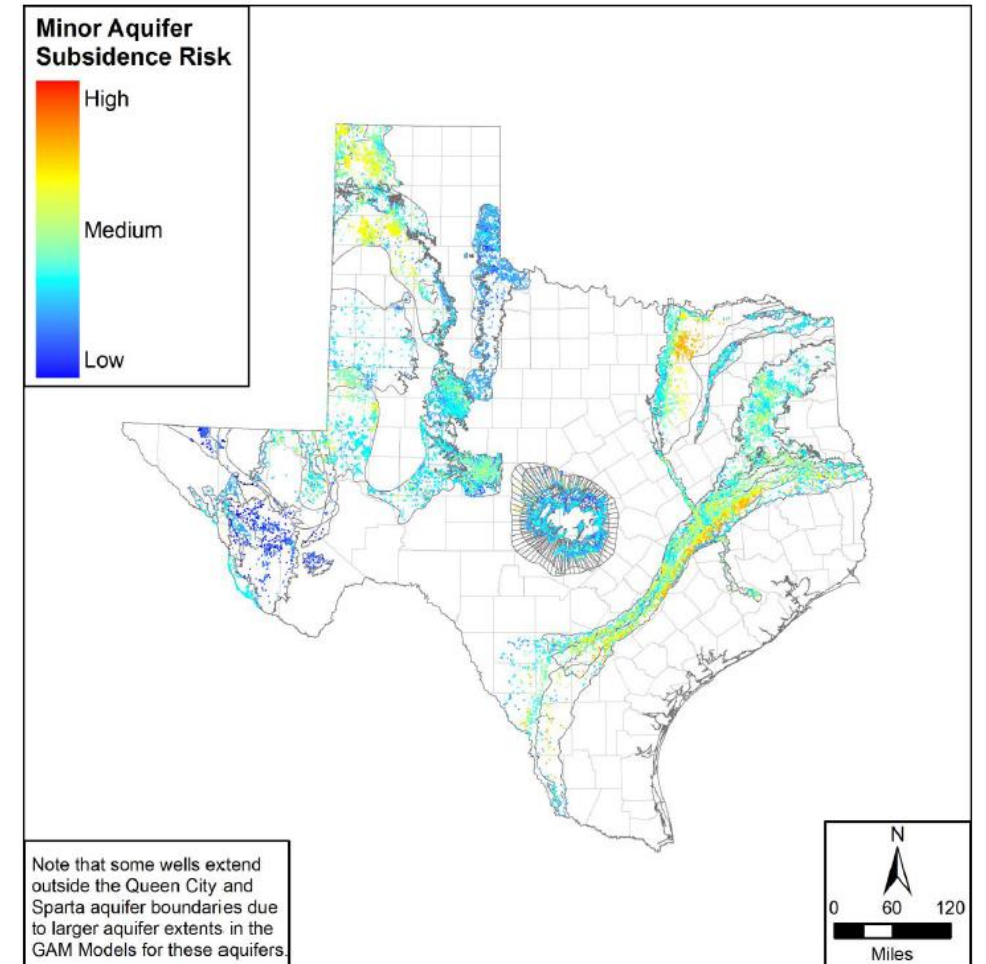 Minor Aquifer
Subsidence Risk
High
Medium
Low
Note that some wells extend
outside the Queen City and
Sparta aquifer boundaries due
to larger aquifer extents in the
GAM Models for these aquifers.
N
0 60 120
Miles